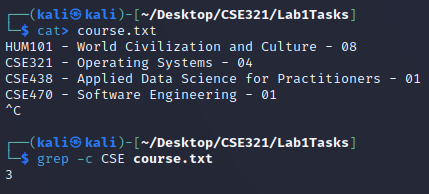 ┌──(kali㉿kali)-[~/Desktop/CSE321/Lab1Tasks]
└─$ cat> course.txt
HUM101 - World Civilization and Culture - 08
CSE321 - Operating Systems - 04
CSE438 - Applied Data Science for Practitioners - 01
CSE470 - Software Engineering - 01
^C
┌──(kali㉿kali)-[~/Desktop/CSE321/Lab1Tasks]
└─$ grep -c CSE course.txt
3